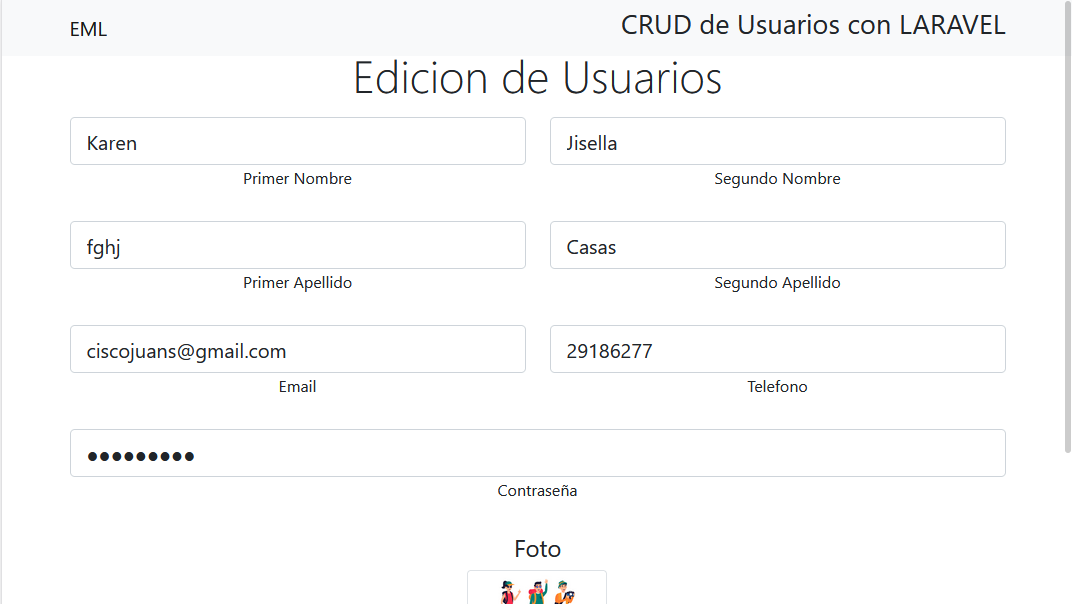 EML
CRUD de Usuarios con LARAVEL
Edicion de Usuarios
Karen
Jisella
Primer Nombre
Segundo Nombre
fghj
Casas
Primer Apellido
Segundo Apellido
ciscojuans@gmail.com
29186277
Email
Telefono
●●●●●●●●●
Contraseña
Foto